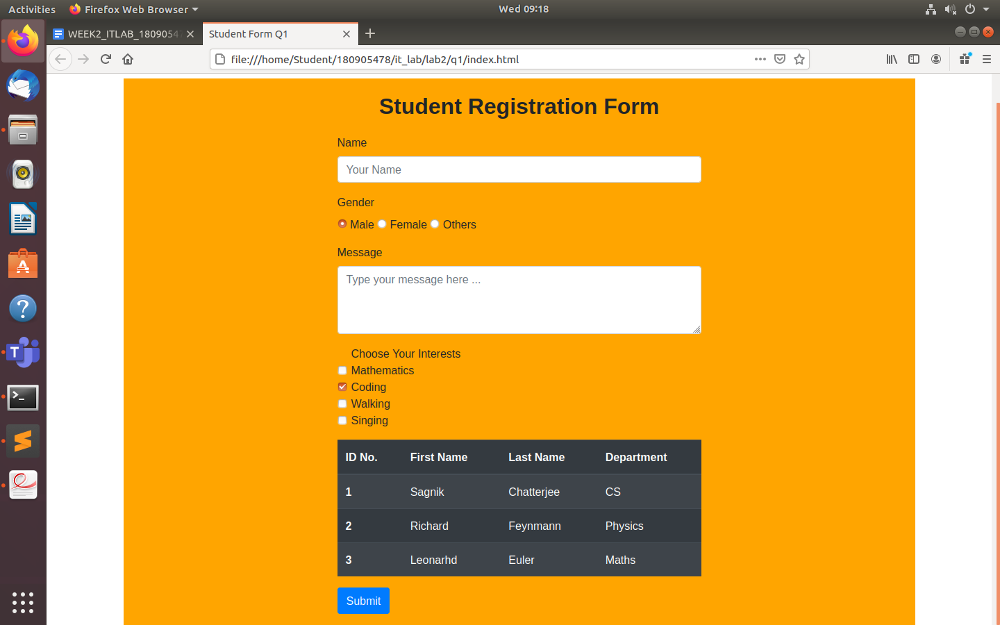 Activities Firefox Web Browser Wed 09:18
WEEK2_ITLAB_18090547 Student Form Q1
file:///home/Student/180905478/it_lab/lab2/q1/index.html
Student Registration Form
Name
Your Name
Gender
Male Female Others
Message
Type your message here ...
Choose Your Interests
Mathematics
Coding
Walking
Singing
ID No. First Name Last Name Department
1 Sagnik Chatterjee CS
2 Richard Feynmann Physics
3 Leonarhd Euler Maths
Submit